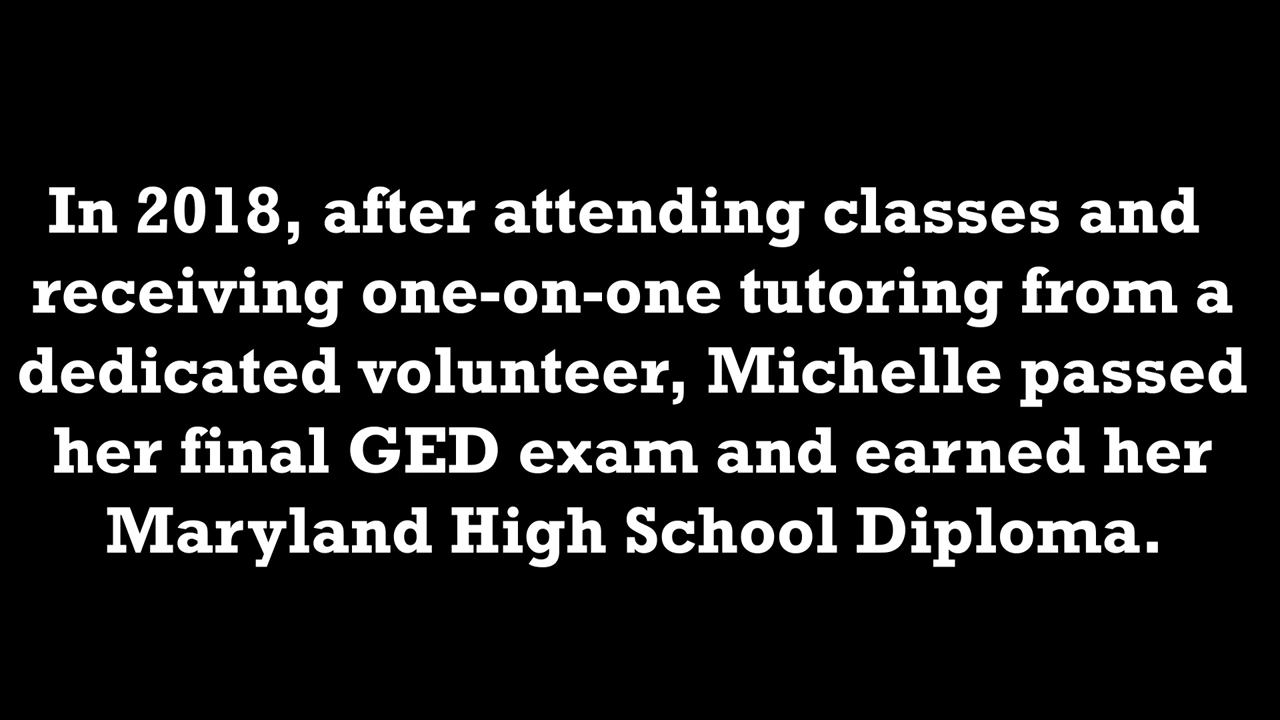 In 2018, after attending classes and
receiving one-on-one tutoring from a
dedicated volunteer, Michelle passed
her final GED exam and earned her
Maryland High School Diploma.